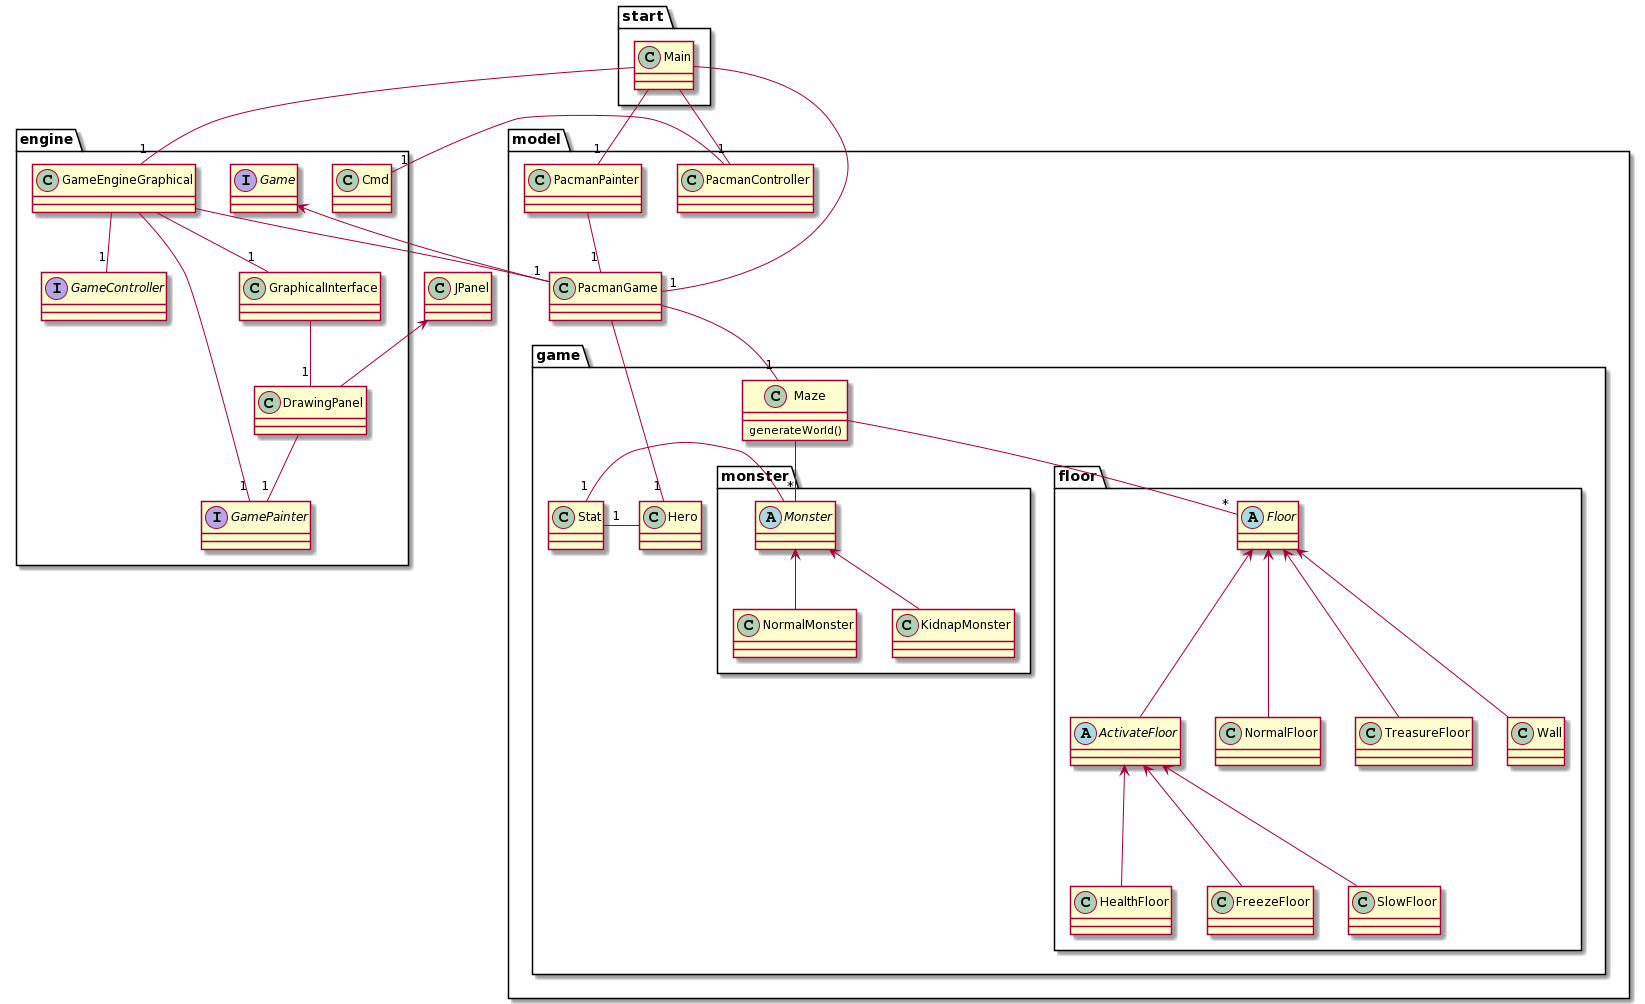 start
C Main
engine
model
1
1
1
1
C GameEngineGraphical
I Game
C Cmd
C PacmanPainter
C PacmanController
1
1
1
1
1
I GameController
C GraphicalInterface
C JPanel
C PacmanGame
game
1
1
C DrawingPanel
C Maze
generateWorld()
monster
floor
1
1
1
1
*
*
I GamePainter
C Stat
1
C Hero
A Monster
A Floor
C NormalMonster
C KidnapMonster
A ActivateFloor
C NormalFloor
C TreasureFloor
C Wall
C HealthFloor
C FreezeFloor
C SlowFloor